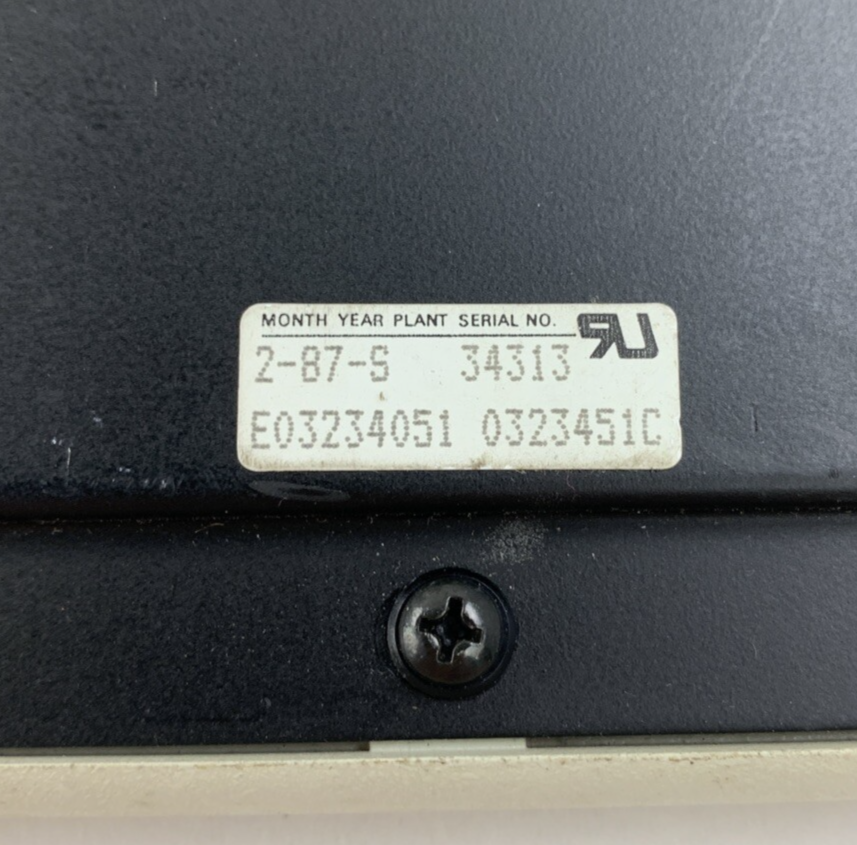 MONTH YEAR PLANT SERIAL NO.
2-87-S 34313
E03234051 0323451C